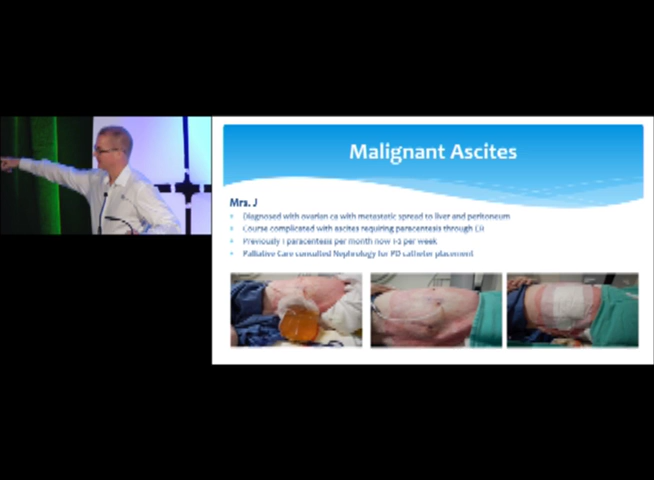 Malignant Ascites
Mrs. J
Diagnosed with ovarian ca with metastatic spread to liver and peritoneum
Course complicated with ascites requiring paracentesis through ER
Previously 1 paracentesis per month now 1-2 per week
Palliative Care consulted Nephrology for PD catheter placement